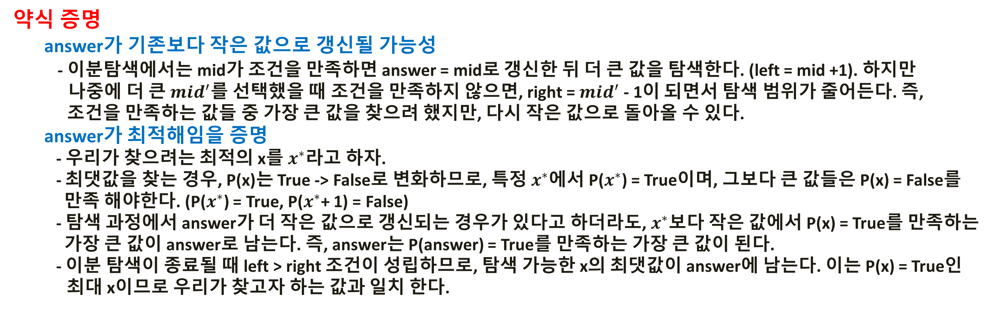 약식 증명
answer가 기존보다 작은 값으로 갱신될 가능성
- 이분탐색에서는 mid가 조건을 만족하면 answer = mid로 갱신한 뒤 더 큰 값을 탐색한다. (left = mid +1). 하지만
나중에 더 큰 mid′를 선택했을 때 조건을 만족하지 않으면, right = mid′ - 1이 되면서 탐색 범위가 줄어든다. 즉,
조건을 만족하는 값들 중 가장 큰 값을 찾으려 했지만, 다시 작은 값으로 돌아올 수 있다.
answer가 최적해임을 증명
- 우리가 찾으려는 최적의 x를 x*라고 하자.
- 최댓값을 찾는 경우, P(x)는 True -> False로 변화하므로, 특정 x*에서 P(x*) = True이며, 그보다 큰 값들은 P(x) = False를
만족 해야한다. (P(x*) = True, P(x*+ 1) = False)
- 탐색 과정에서 answer가 더 작은 값으로 갱신되는 경우가 있다고 하더라도, x*보다 작은 값에서 P(x) = True를 만족하는
가장 큰 값이 answer로 남는다. 즉, answer는 P(answer) = True를 만족하는 가장 큰 값이 된다.
- 이분 탐색이 종료될 때 left > right 조건이 성립하므로, 탐색 가능한 x의 최댓값이 answer에 남는다. 이는 P(x) = True인
최대 x이므로 우리가 찾고자 하는 값과 일치 한다.